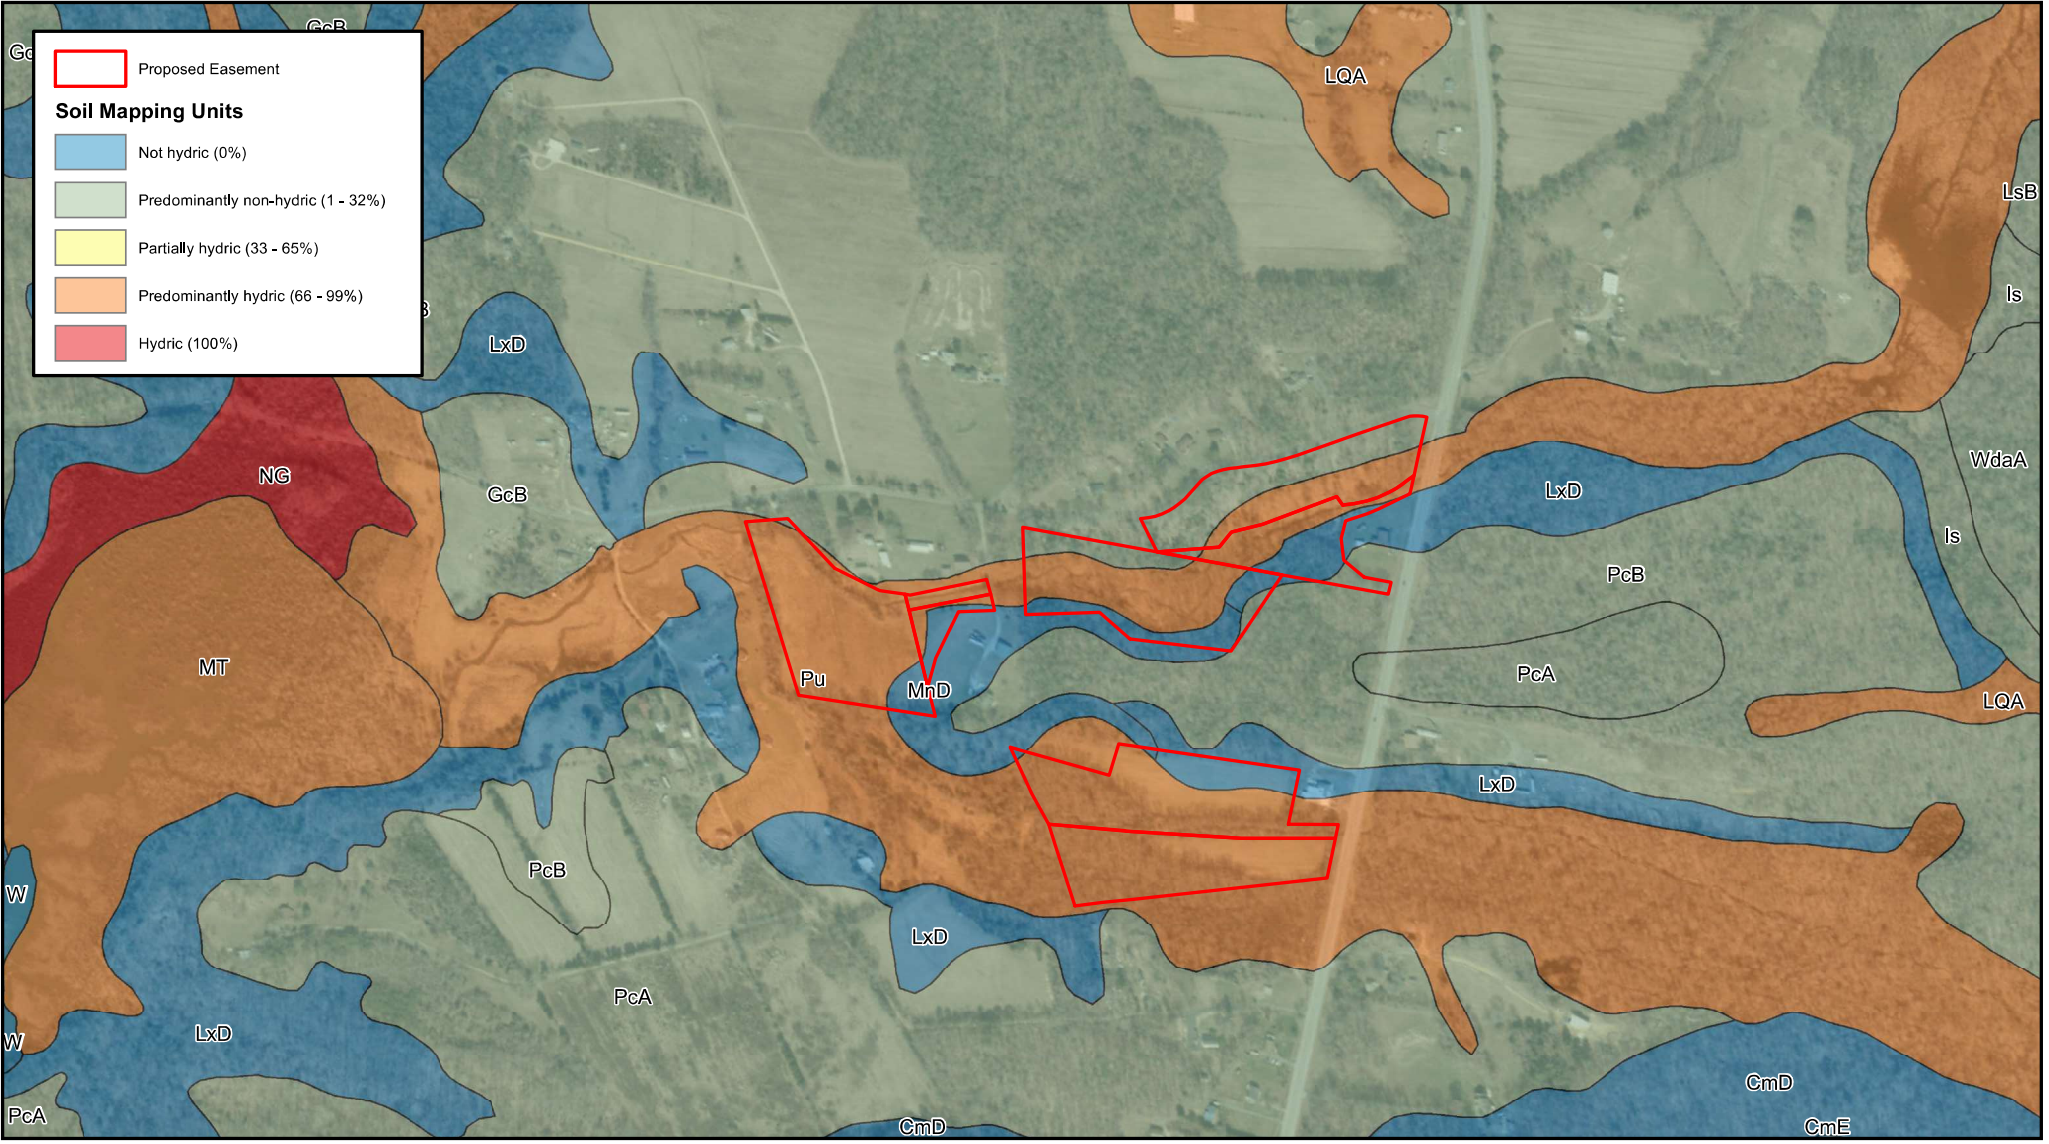 GcB
Proposed Easement
Soil Mapping Units
Not hydric (0%)
Predominantly non-hydric (1 - 32%)
Partially hydric (33 - 65%)
Predominantly hydric (66 - 99%)
Hydric (100%)
LQA
LsB
Is
LxD
WdaA
NG
LxD
GcB
Is
PcB
MT
PcA
Pu
MnD
LQA
LxD
PcB
W
LxD
PcA
LxD
W
CmD
PcA
CmD
CmE